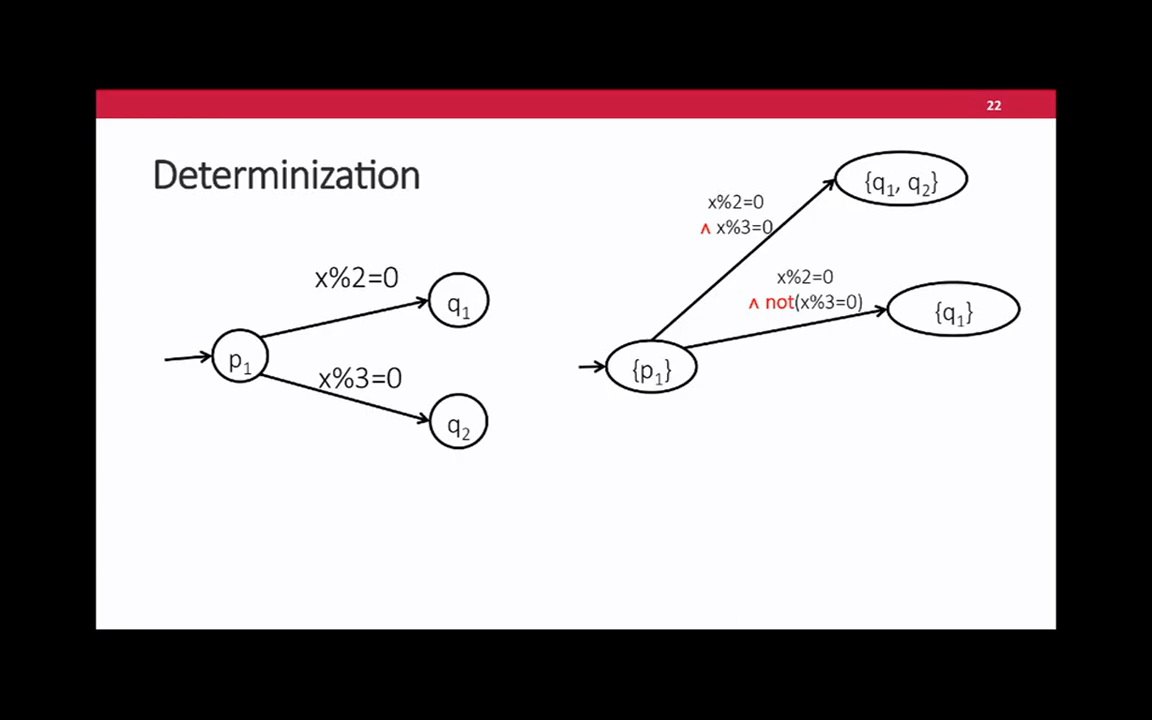 22
Determinization
x%2=0
q₁
p₁
x%3=0
q₂
{q₁, q₂}
x%2=0
∧ x%3=0
x%2=0
∧ not(x%3=0)
{q₁}
{p₁}